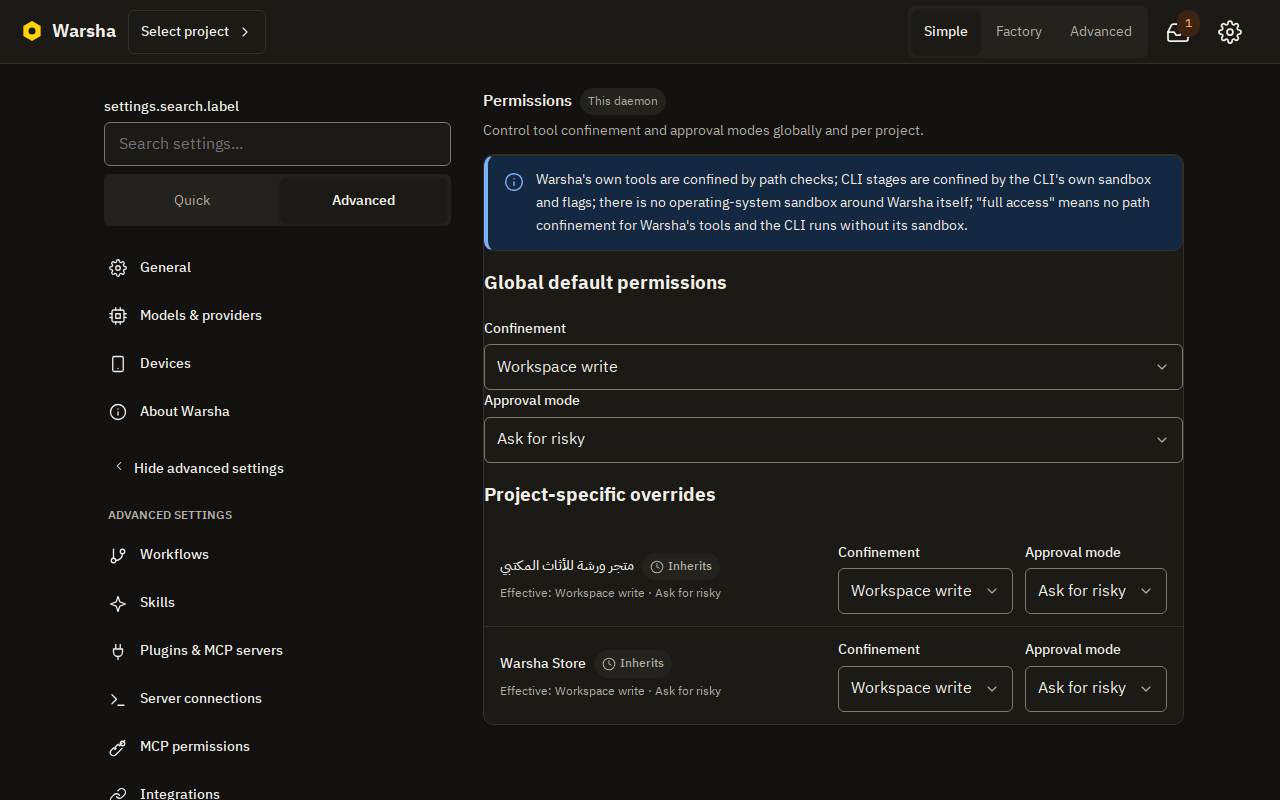 Warsha
Select project
Simple
Factory
Advanced
1
settings.search.label
Search settings...
Quick
Advanced
General
Models & providers
Devices
About Warsha
Hide advanced settings
ADVANCED SETTINGS
Workflows
Skills
Plugins & MCP servers
Server connections
MCP permissions
Integrations
Permissions
This daemon
Control tool confinement and approval modes globally and per project.
Warsha's own tools are confined by path checks; CLI stages are confined by the CLI's own sandbox
and flags; there is no operating-system sandbox around Warsha itself; "full access" means no path
confinement for Warsha's tools and the CLI runs without its sandbox.
Global default permissions
Confinement
Workspace write
Approval mode
Ask for risky
Project-specific overrides
متجر ورشة للأثاث المكتبي
Inherits
Effective: Workspace write · Ask for risky
Confinement
Workspace write
Approval mode
Ask for risky
Warsha Store
Inherits
Effective: Workspace write · Ask for risky
Confinement
Workspace write
Approval mode
Ask for risky